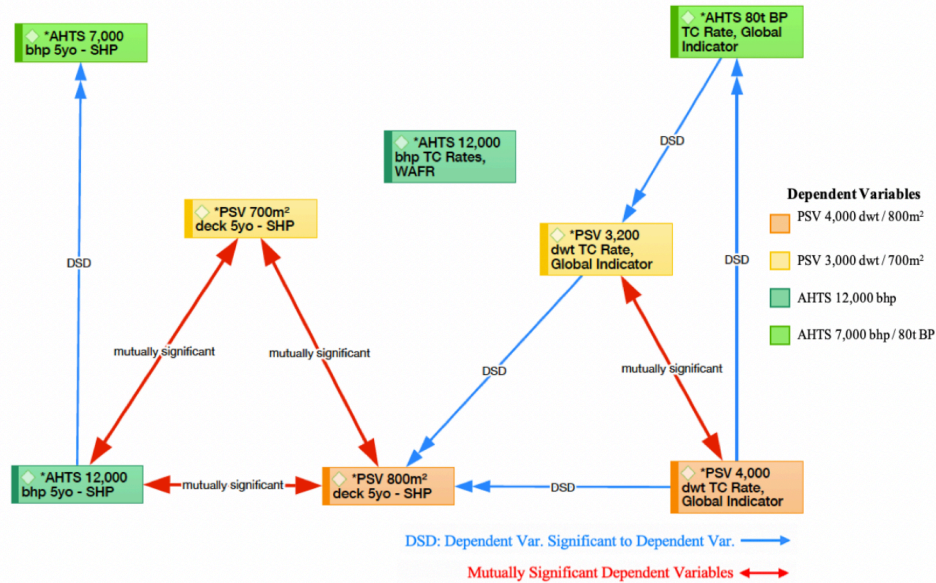 *AHTS 7,000
bhp 5yo - SHP
*AHTS 80t BP
TC Rate, Global
Indicator
DSD
*AHTS 12,000
bhp TC Rates,
WAFR
*PSV 700m²
deck 5yo - SHP
*PSV 3,200
dwt TC Rate,
Global Indicator
DSD
DSD
mutually significant
mutually significant
DSD
mutually significant
*AHTS 12,000
bhp 5yo - SHP
mutually significant
*PSV 800m²
deck 5yo - SHP
DSD
*PSV 4,000
dwt TC Rate,
Global Indicator
Dependent Variables
PSV 4,000 dwt / 800m²
PSV 3,000 dwt / 700m²
AHTS 12,000 bhp
AHTS 7,000 bhp / 80t BP
DSD: Dependent Var. Significant to Dependent Var.
Mutually Significant Dependent Variables